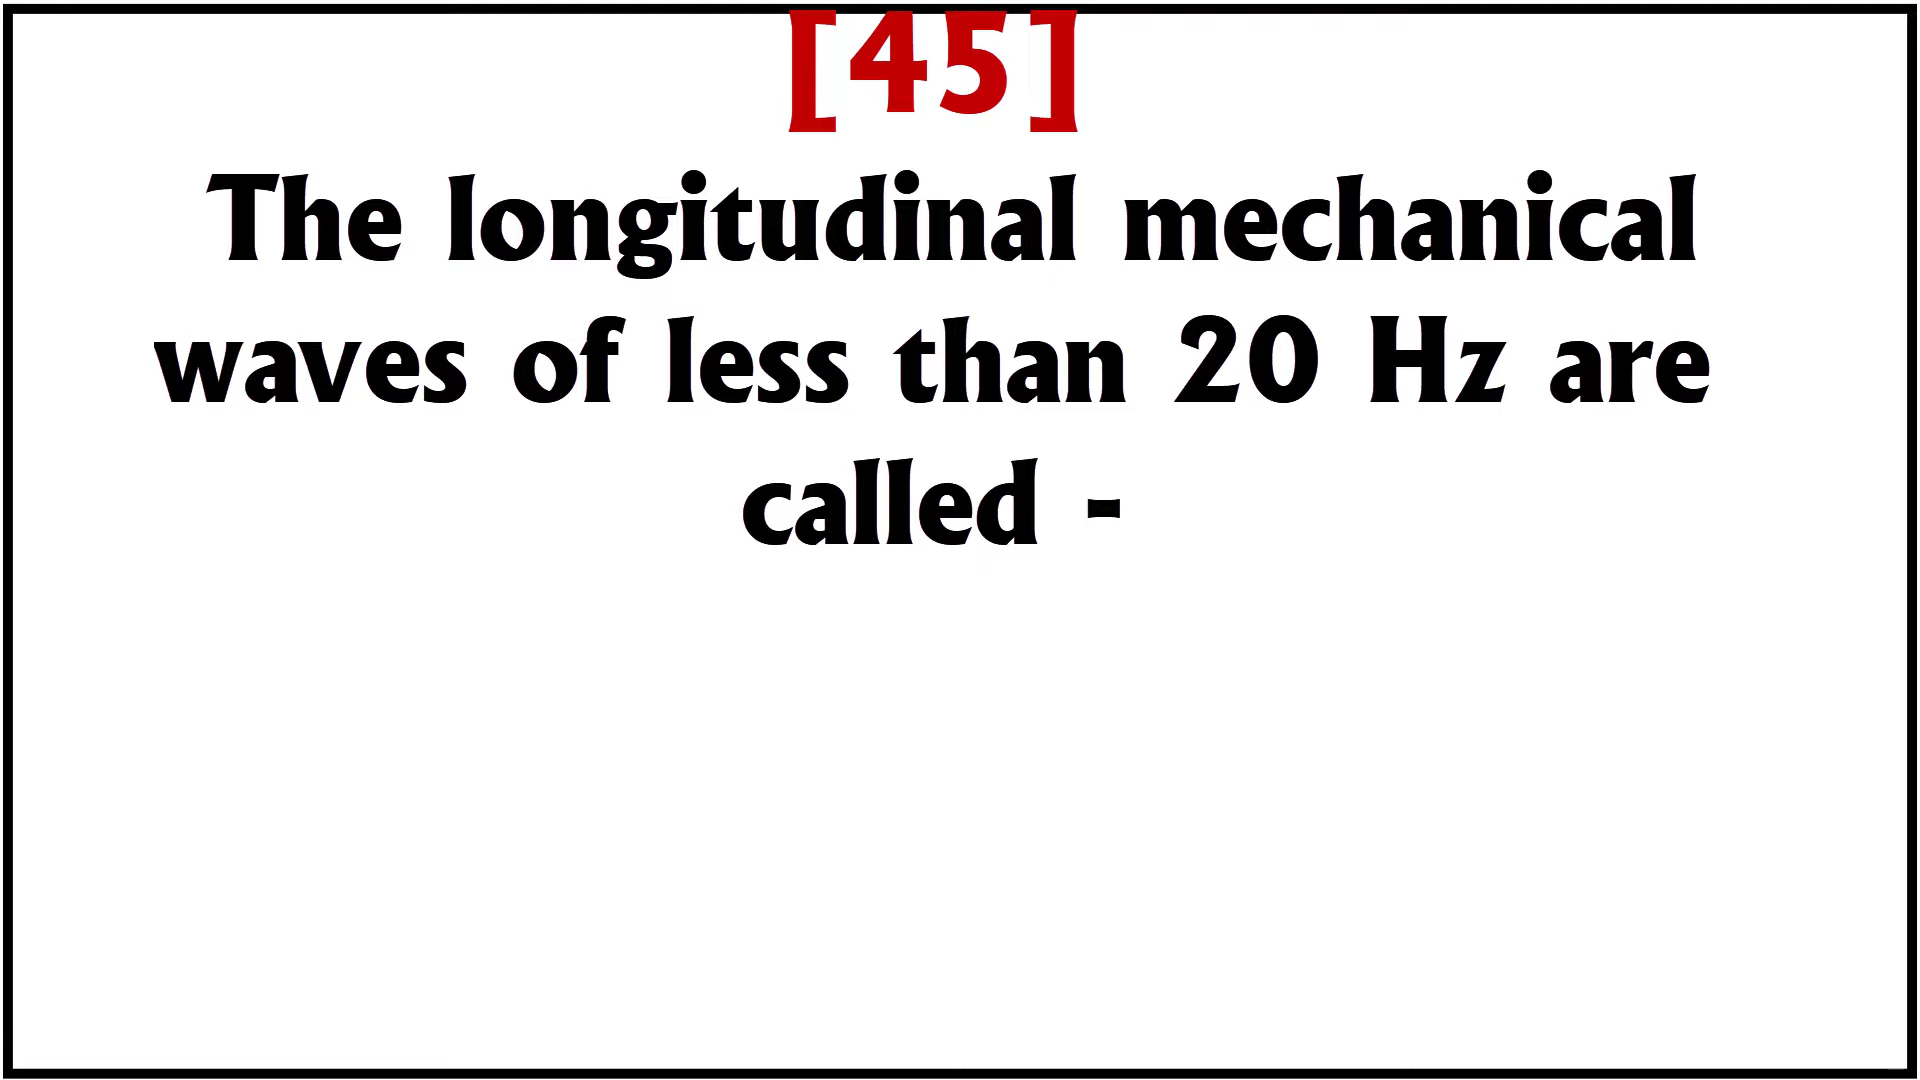 [45]
The longitudinal mechanical
waves of less than 20 Hz are
called -